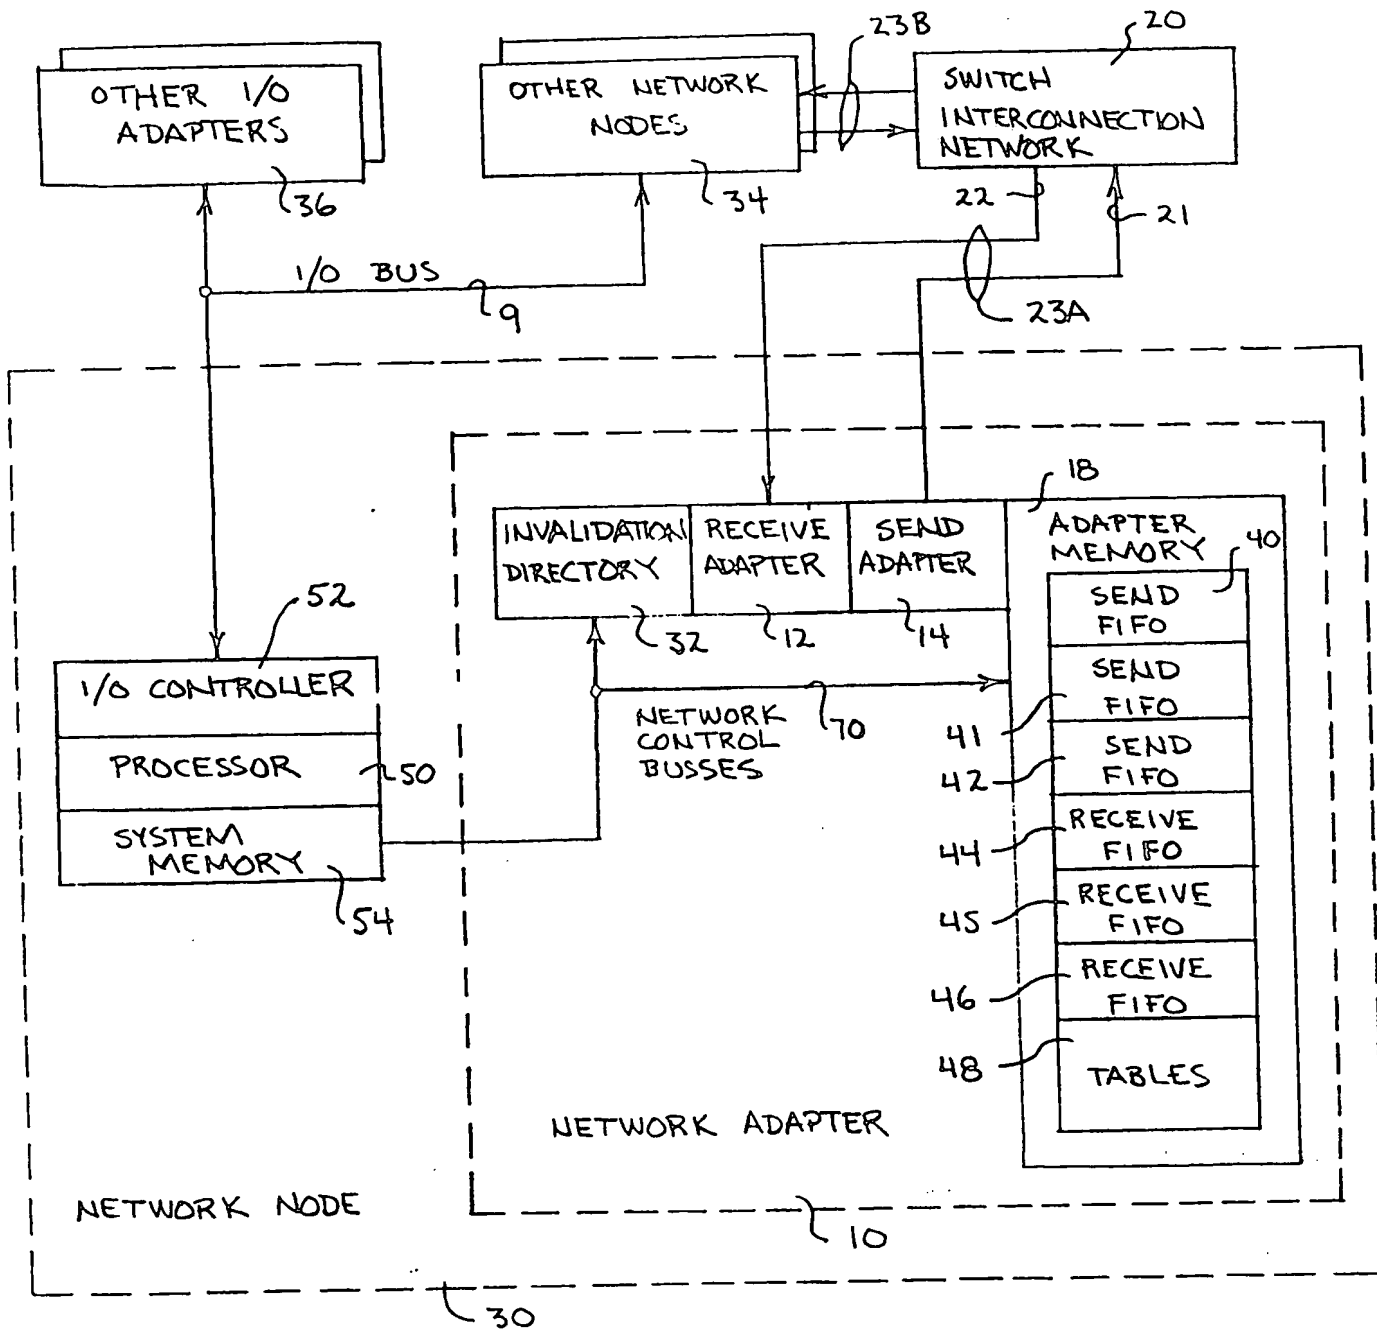 23B
20
OTHER I/O
ADAPTERS
36
OTHER NETWORK
NODES
34
SWITCH
INTERCONNECTION
NETWORK
22
21
I/O BUS
9
23A
18
INVALIDATION
DIRECTORY
32
RECEIVE
ADAPTER
12
SEND
ADAPTER
14
ADAPTER
MEMORY
40
SEND
FIFO
SEND
FIFO
41
SEND
FIFO
42
RECEIVE
FIFO
44
RECEIVE
FIFO
45
RECEIVE
FIFO
46
48
TABLES
52
I/O CONTROLLER
PROCESSOR
50
SYSTEM
MEMORY
54
NETWORK
CONTROL
BUSSES
70
NETWORK ADAPTER
10
NETWORK NODE
30